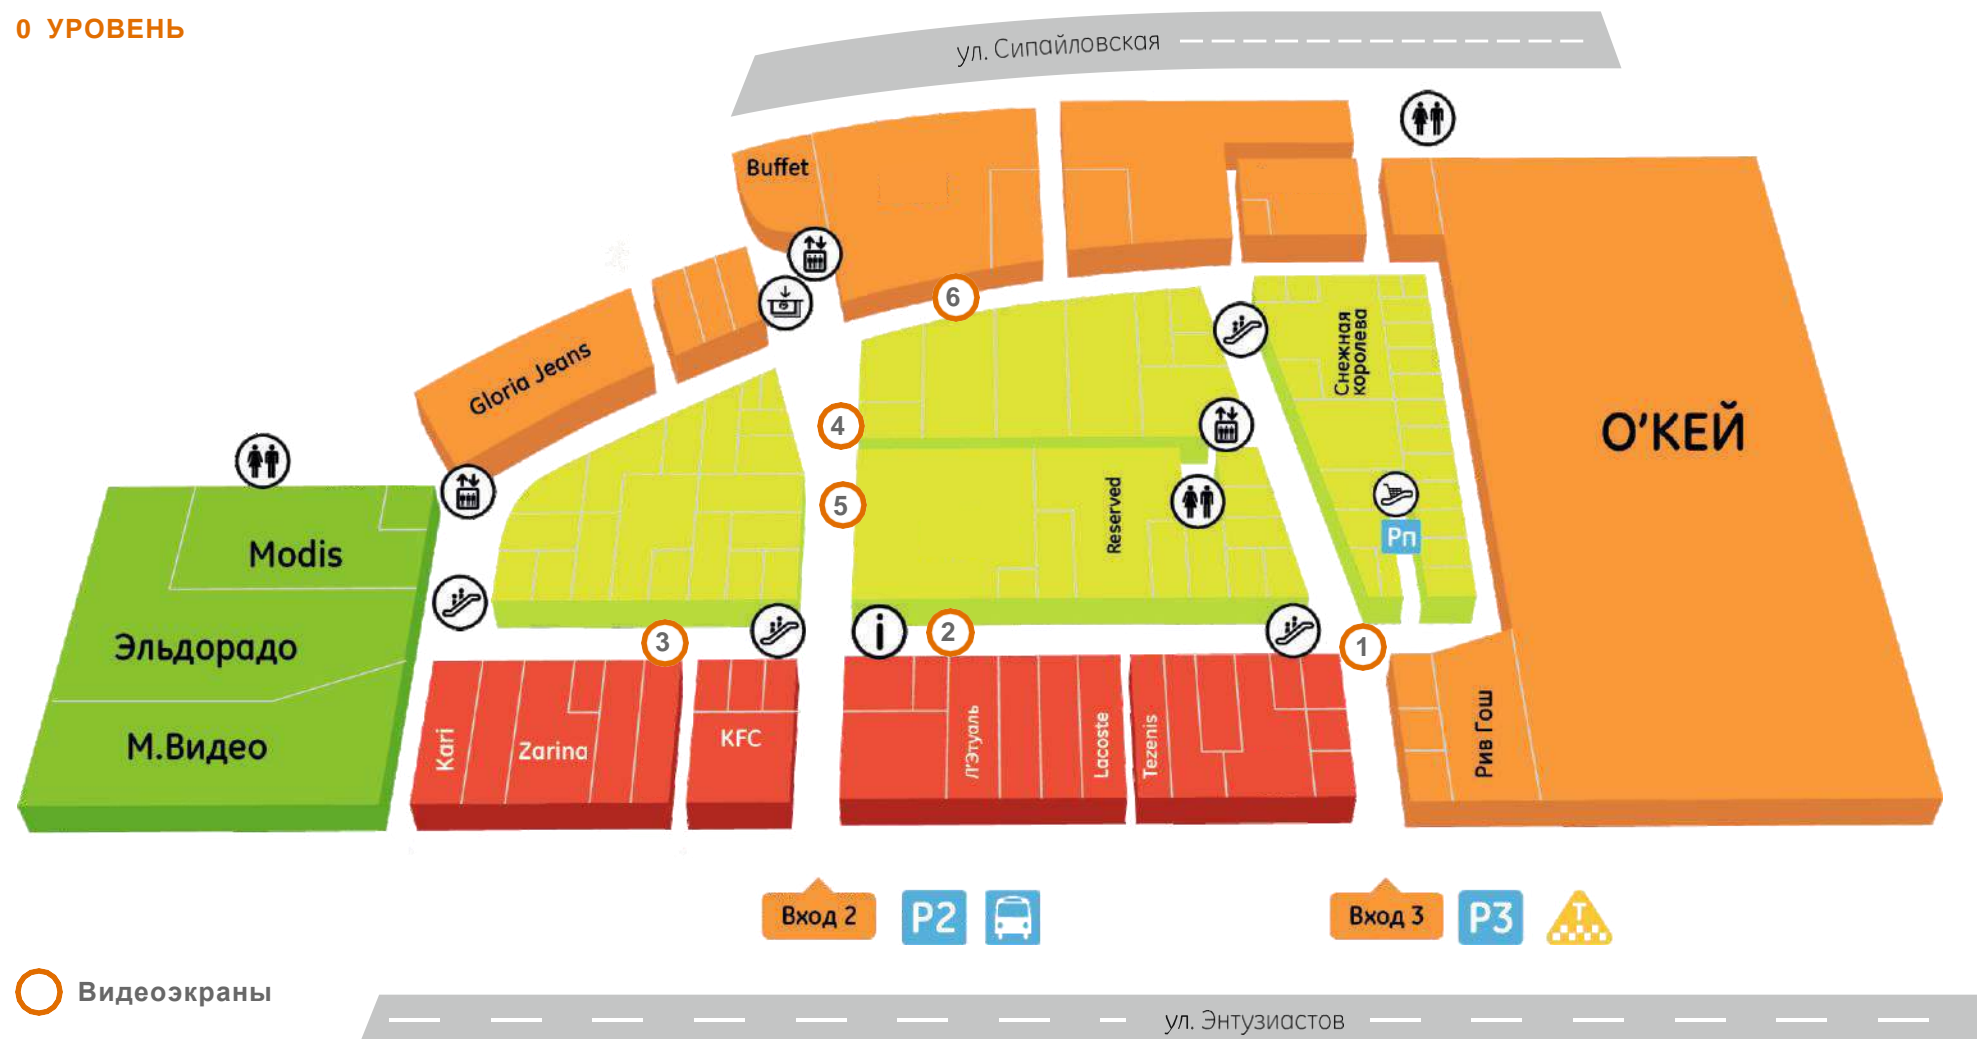 0 УРОВЕНЬ
ул. Сипайловская
Buffet
6
Gloria Jeans
Снежная
королева
О'КЕЙ
4
5
Reserved
Рп
Modis
Эльдорадо
М.Видео
3
i
2
1
Kari
Zarina
KFC
Л'Этуаль
Lacoste
Tezenis
Рив Гош
Вход 2
P2
Вход 3
P3
T
Видеоэкраны
ул. Энтузиастов